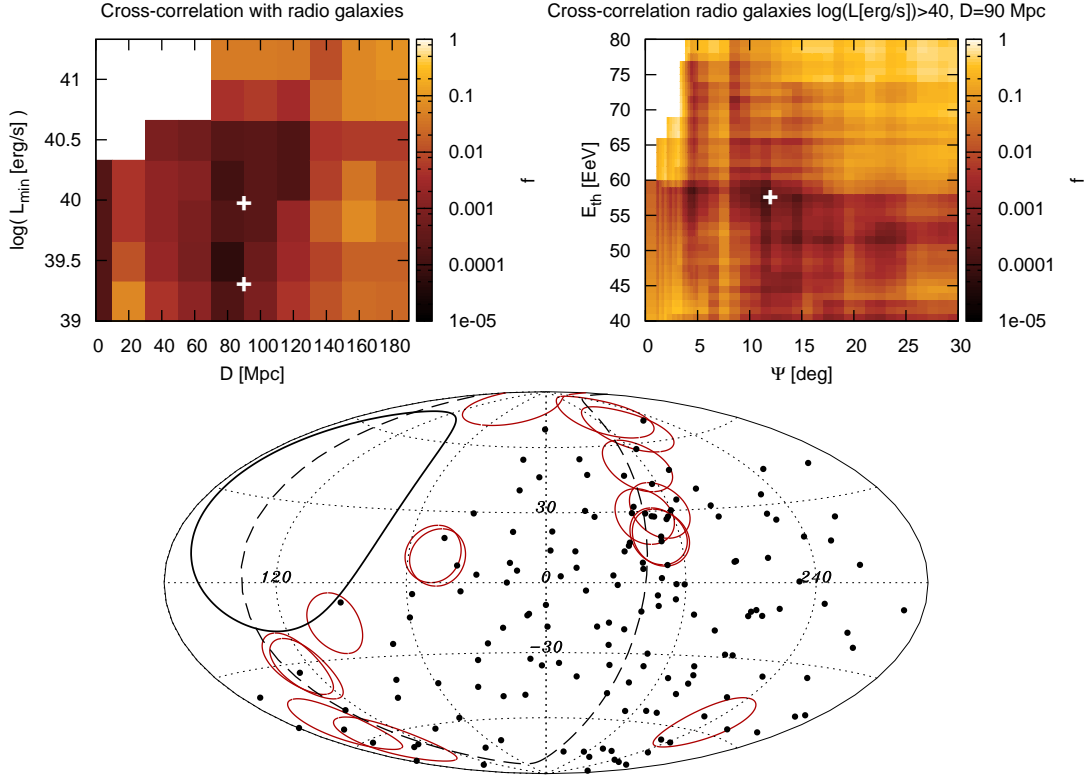 Cross-correlation with radio galaxies
log( L_min [erg/s] )
41
40.5
40
39.5
39
0 20 40 60 80 100 120 140 160 180
D [Mpc]
1
0.1
0.01
0.001
0.0001
1e-05
f
Cross-correlation radio galaxies log(L[erg/s])>40, D=90 Mpc
E_th [EeV]
80
75
70
65
60
55
50
45
40
0 5 10 15 20 25 30
Ψ [deg]
1
0.1
0.01
0.001
0.0001
1e-05
f
30
120 0 240
−30